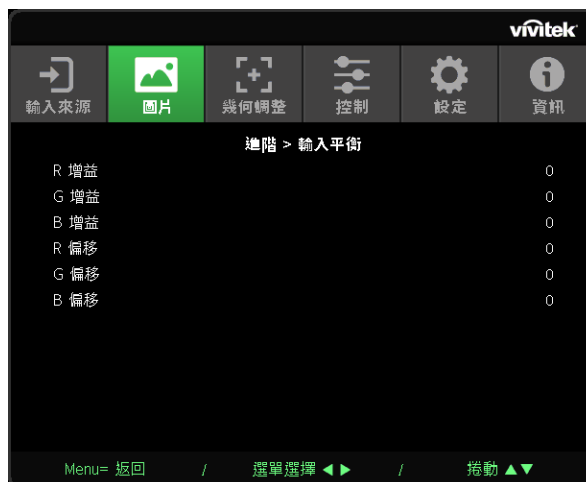 vivitek
輸入來源 圖片 幾何調整 控制 設定 資訊
進階 > 輸入平衡
R 增益 0
G 增益 0
B 增益 0
R 偏移 0
G 偏移 0
B 偏移 0
Menu= 返回 / 選單選擇 ◀ ▶ / 捲動 ▲▼